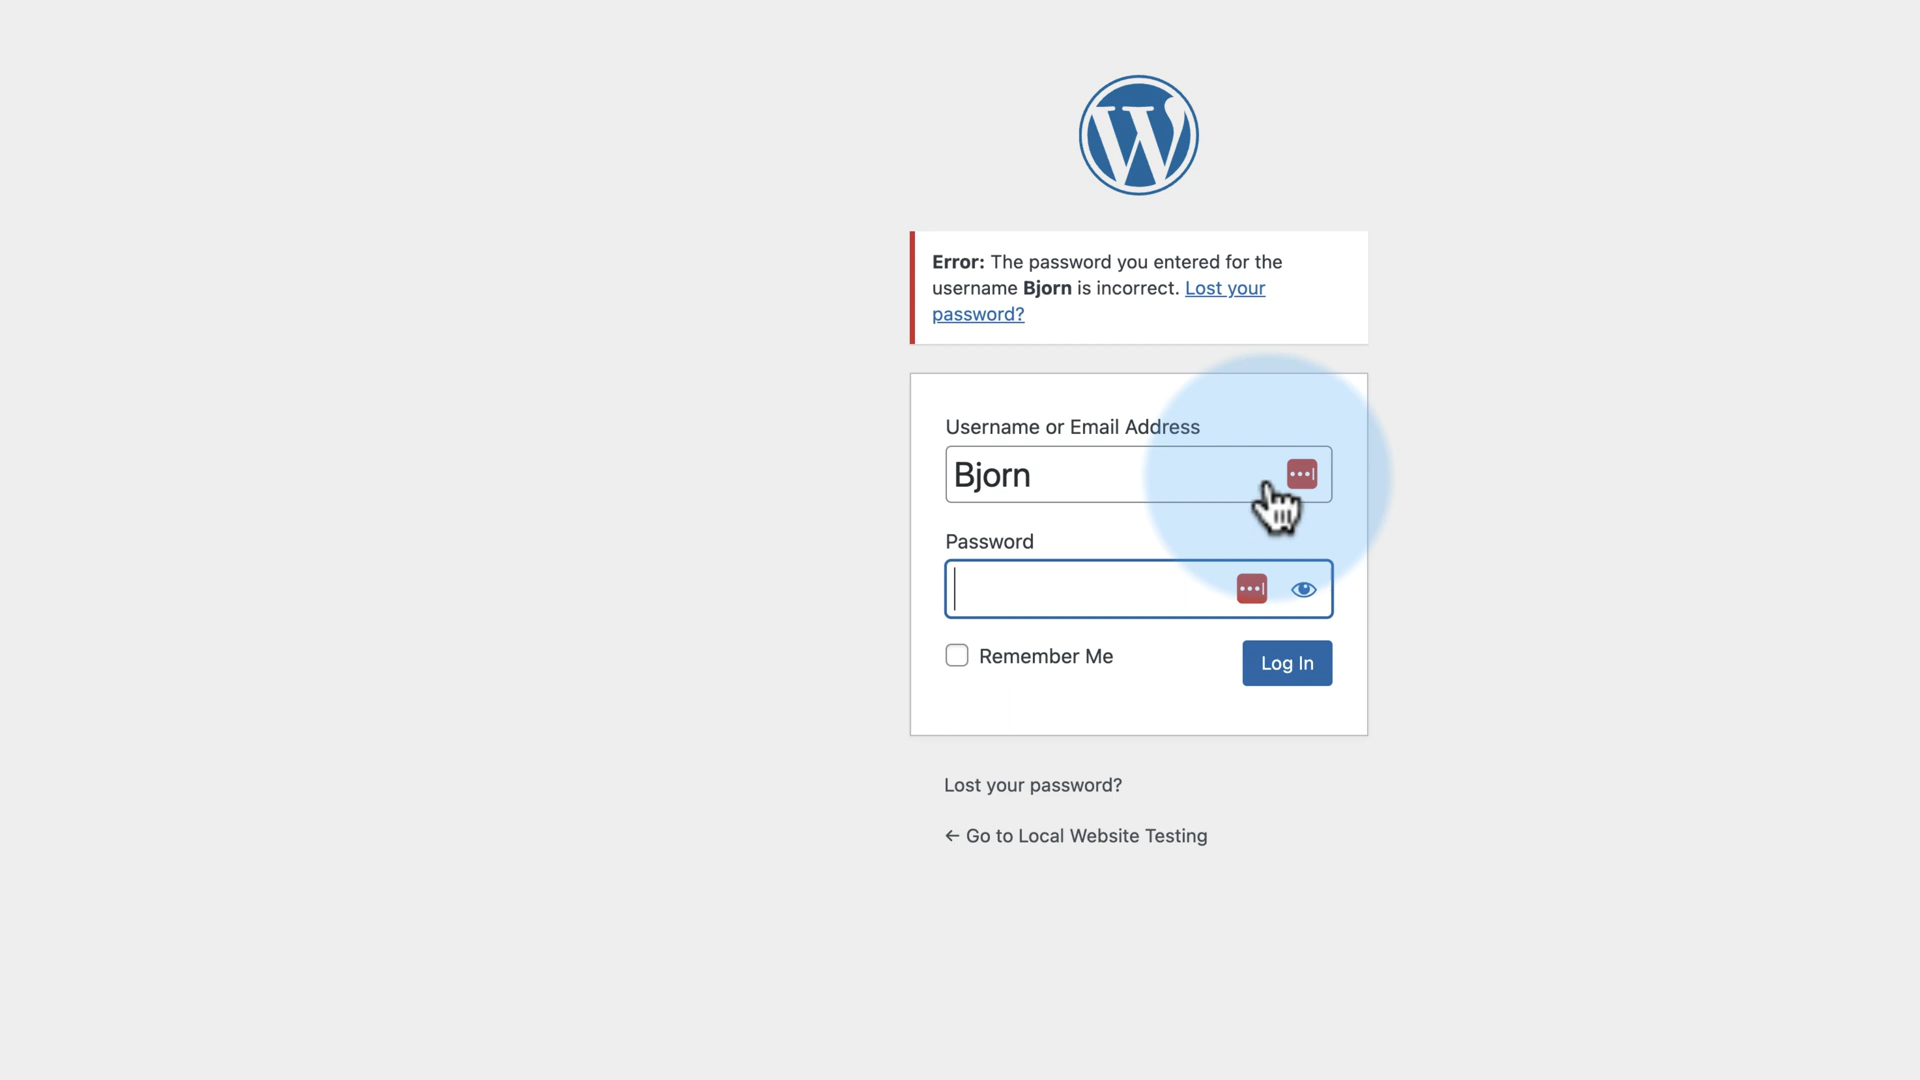 Error: The password you entered for the
username Bjorn is incorrect. Lost your
password?
Username or Email Address
Bjorn
Password
Remember Me
Log In
Lost your password?
← Go to Local Website Testing